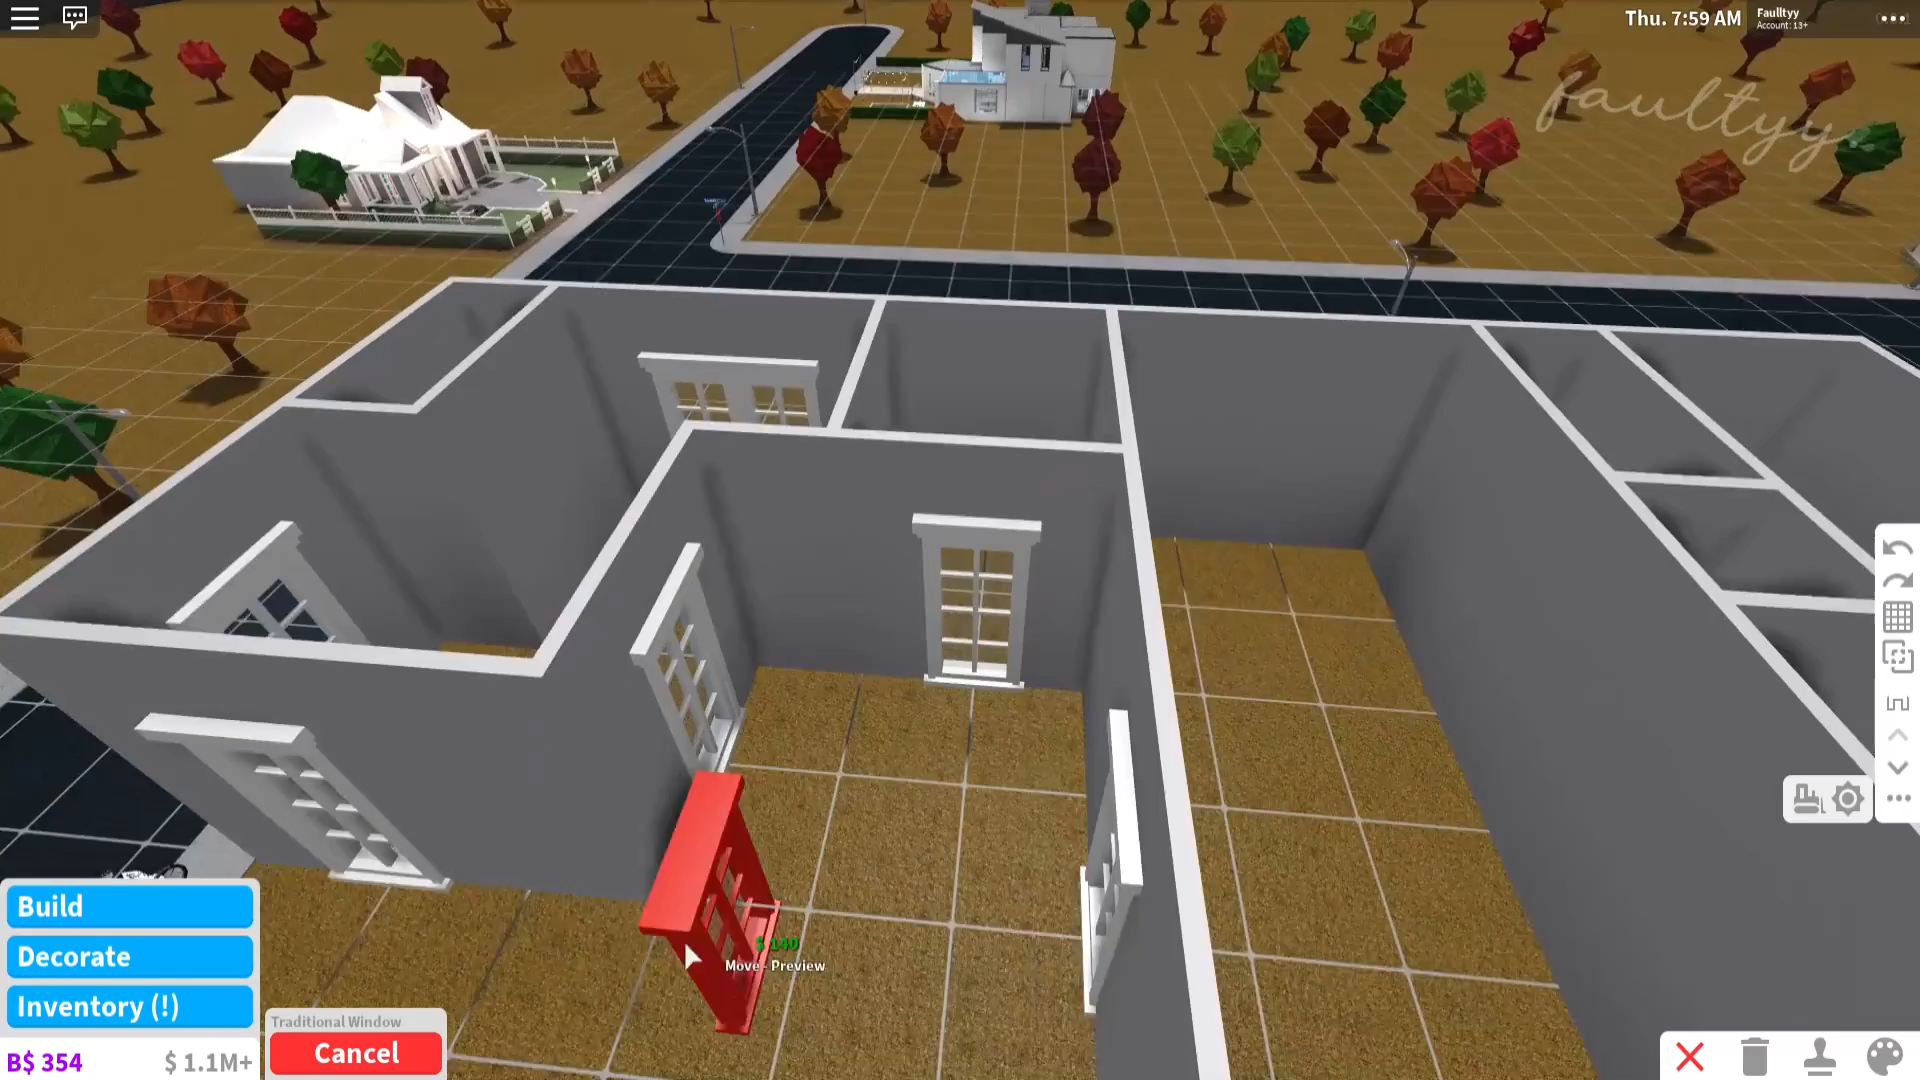 Thu. 7:59 AM
Faulltyy
Account: 13+
faultyy
$ 140
Move - Preview
Build
Decorate
Inventory (!)
B$ 354
$ 1.1M+
Traditional Window
Cancel